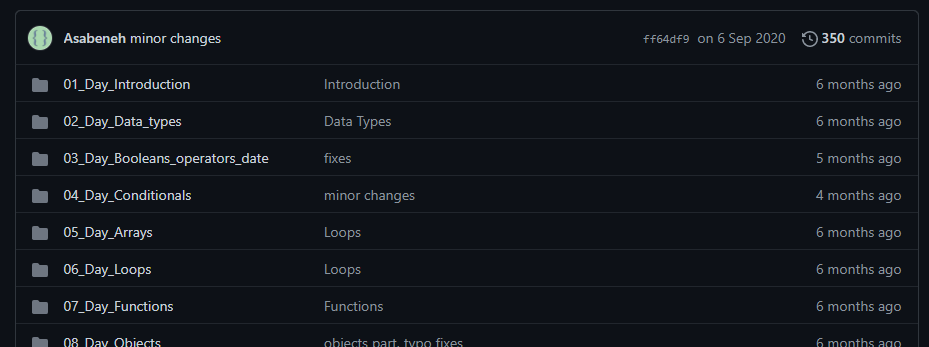 Asabeneh minor changes ff64df9 on 6 Sep 2020 350 commits
01_Day_Introduction Introduction 6 months ago
02_Day_Data_types Data Types 6 months ago
03_Day_Booleans_operators_date fixes 5 months ago
04_Day_Conditionals minor changes 4 months ago
05_Day_Arrays Loops 6 months ago
06_Day_Loops Loops 6 months ago
07_Day_Functions Functions 6 months ago
08_Day_Objects objects part, typo fixes 6 months ago